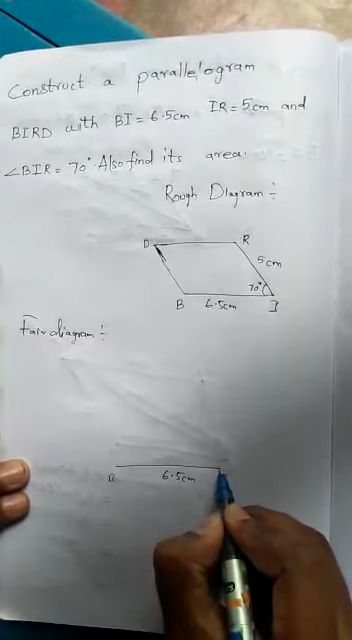 Construct a parallelogram
BIRD with BI = 6.5cm IR = 5cm and
∠BIR = 70°. Also find its area.
Rough Diagram :-
D R
5cm
70°
B 6.5cm I
Fair diagram :-
B 6.5cm